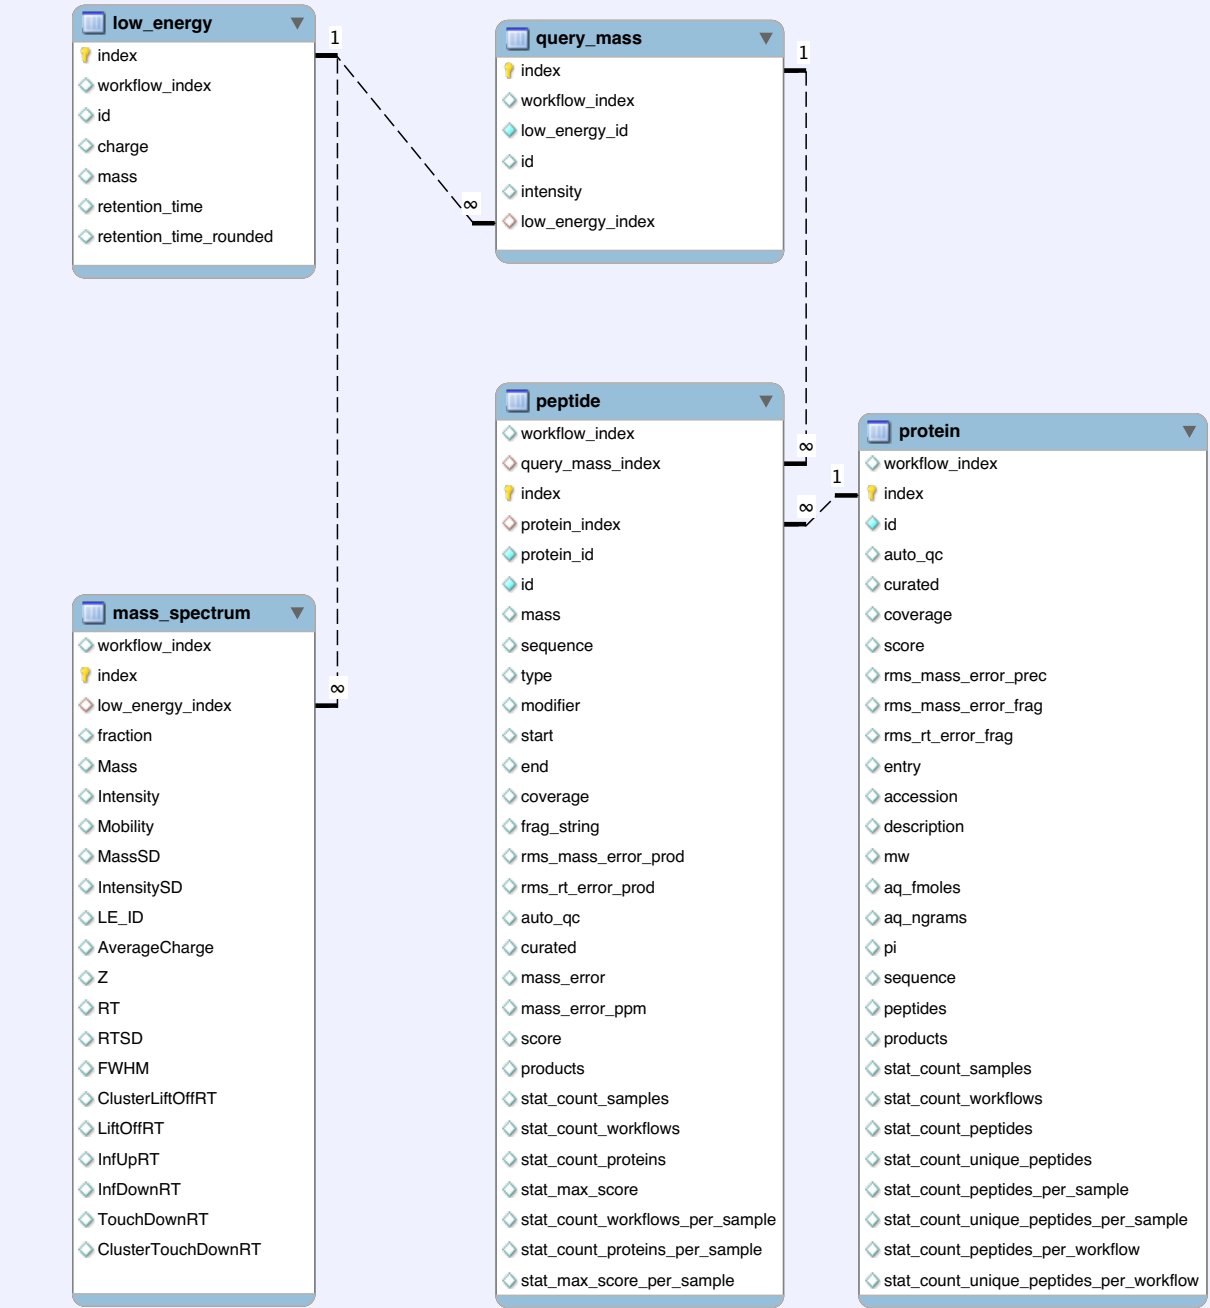 low_energy
index
workflow_index
id
charge
mass
retention_time
retention_time_rounded
1
∞
query_mass
index
workflow_index
low_energy_id
id
intensity
low_energy_index
1
∞
peptide
workflow_index
query_mass_index
index
protein_index
protein_id
id
mass
sequence
type
modifier
start
end
coverage
frag_string
rms_mass_error_prod
rms_rt_error_prod
auto_qc
curated
mass_error
mass_error_ppm
score
products
stat_count_samples
stat_count_workflows
stat_count_proteins
stat_max_score
stat_count_workflows_per_sample
stat_count_proteins_per_sample
stat_max_score_per_sample
∞
1
protein
workflow_index
index
id
auto_qc
curated
coverage
score
rms_mass_error_prec
rms_mass_error_frag
rms_rt_error_frag
entry
accession
description
mw
aq_fmoles
aq_ngrams
pi
sequence
peptides
products
stat_count_samples
stat_count_workflows
stat_count_peptides
stat_count_unique_peptides
stat_count_peptides_per_sample
stat_count_unique_peptides_per_sample
stat_count_peptides_per_workflow
stat_count_unique_peptides_per_workflow
mass_spectrum
workflow_index
index
low_energy_index
fraction
Mass
Intensity
Mobility
MassSD
IntensitySD
LE_ID
AverageCharge
Z
RT
RTSD
FWHM
ClusterLiftOffRT
LiftOffRT
InfUpRT
InfDownRT
TouchDownRT
ClusterTouchDownRT
∞